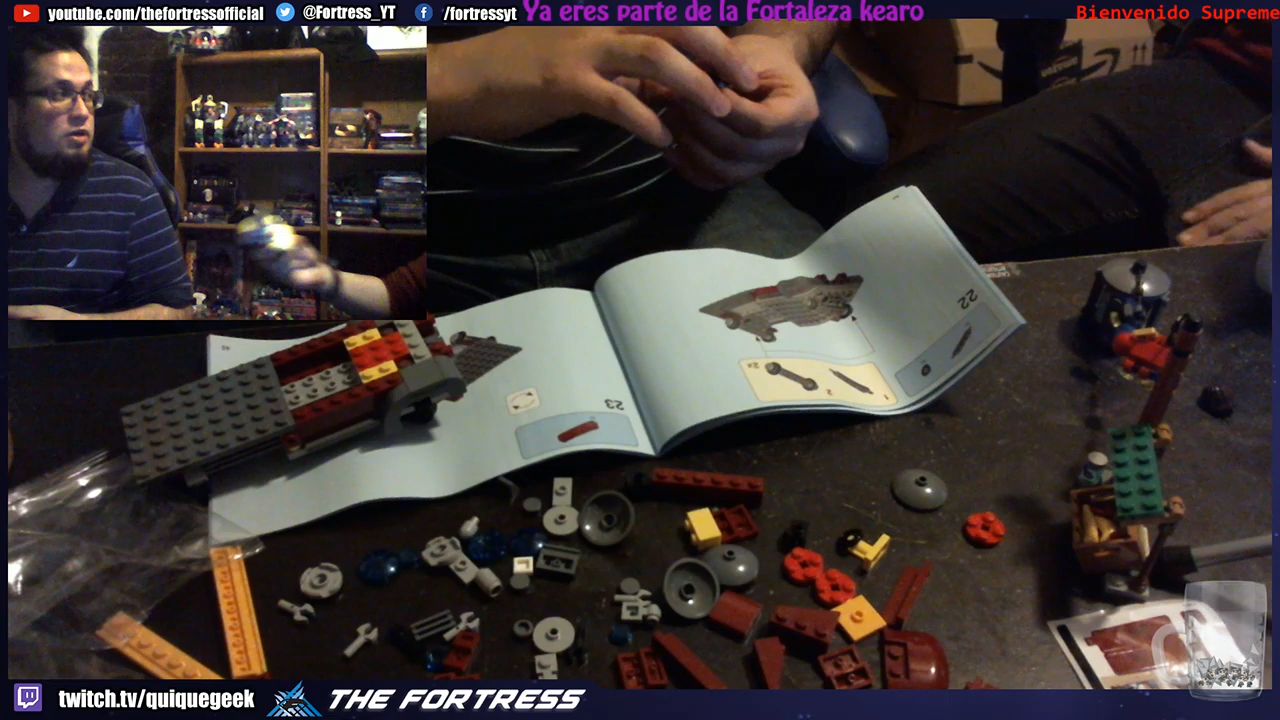 youtube.com/thefortressofficial @Fortress_YT /fortressyt Ya eres parte de la Fortaleza kearo Bienvenido Supreme
22
23
twitch.tv/quiquegeek THE FORTRESS